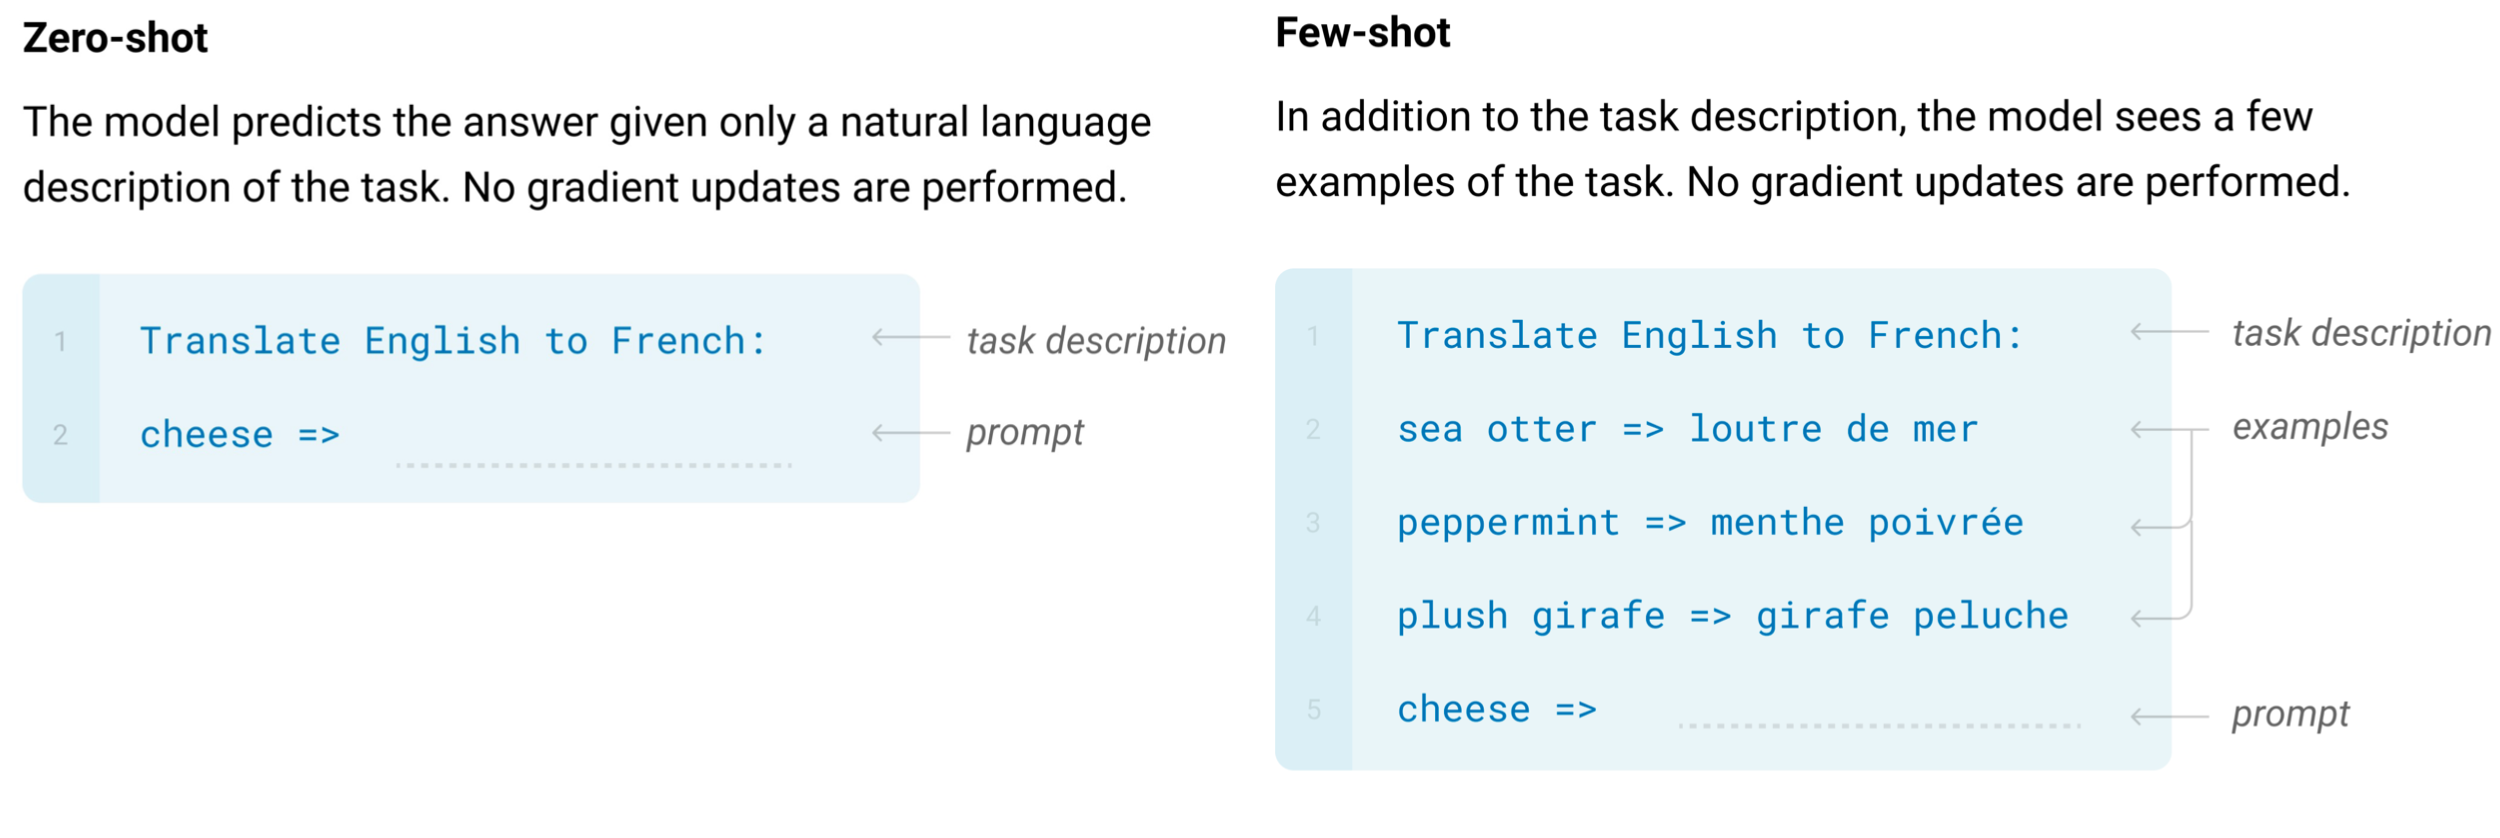 Zero-shot
The model predicts the answer given only a natural language
description of the task. No gradient updates are performed.
1 Translate English to French: task description
2 cheese => prompt
Few-shot
In addition to the task description, the model sees a few
examples of the task. No gradient updates are performed.
1 Translate English to French: task description
2 sea otter => loutre de mer examples
3 peppermint => menthe poivrée
4 plush girafe => girafe peluche
5 cheese => prompt